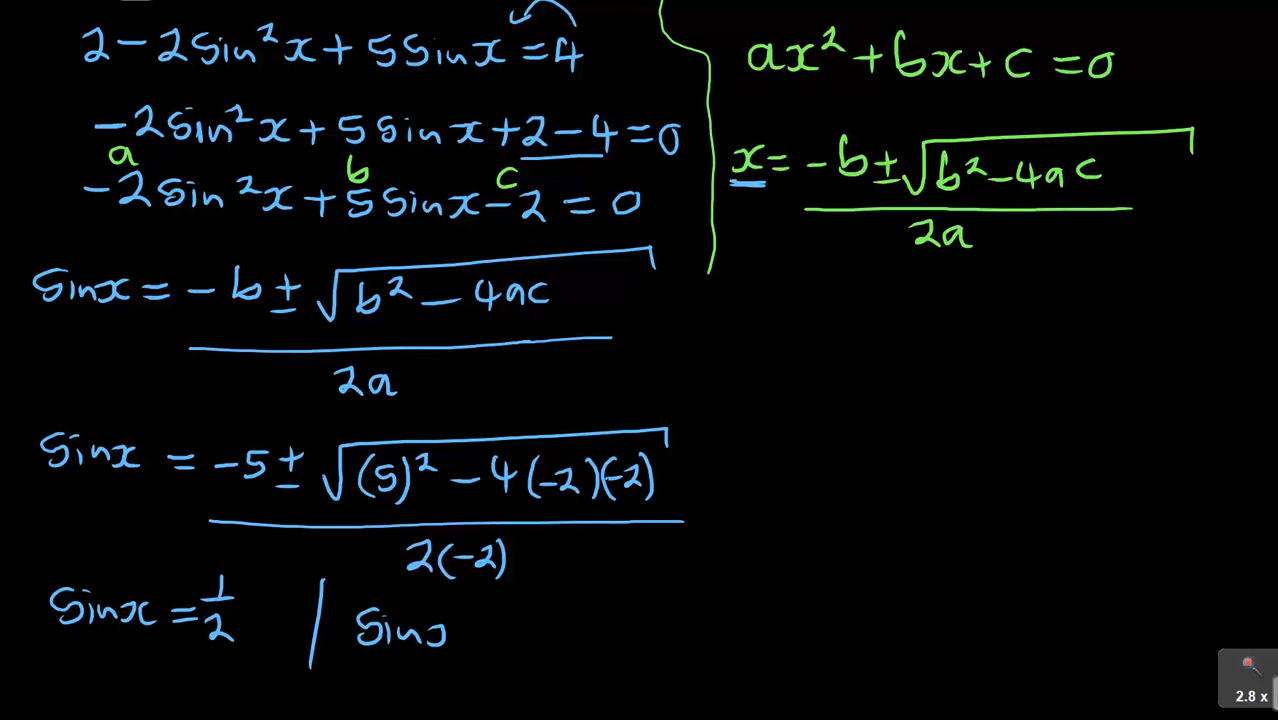 2 - 2Sin²x + 5Sinx = 4
-2Sin²x + 5Sinx + 2 - 4 = 0
a b c
-2Sin²x + 5Sinx - 2 = 0
Sinx = -b ± √(b² - 4ac)
2a
Sinx = -5 ± √((5)² - 4(-2)(-2))
2(-2)
Sinx = 1/2 | Sinx
ax² + bx + c = 0
x = -b ± √(b² - 4ac)
2a
2.8 x